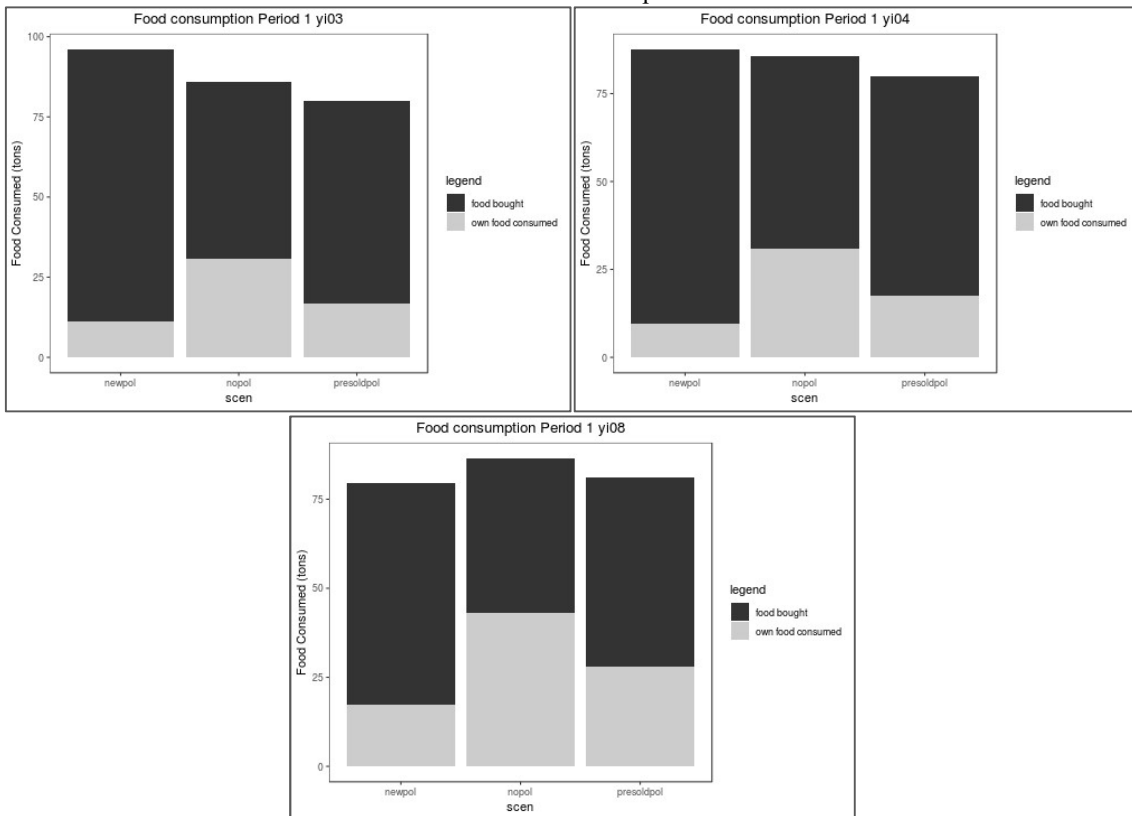 Food consumption Period 1 yi03
100
75
50
25
0
Food Consumed (tons)
newpol nopol presoldpol
scen
legend
food bought
own food consumed
Food consumption Period 1 yi04
75
50
25
0
Food Consumed (tons)
newpol nopol presoldpol
scen
legend
food bought
own food consumed
Food consumption Period 1 yi08
75
50
25
0
Food Consumed (tons)
newpol nopol presoldpol
scen
legend
food bought
own food consumed